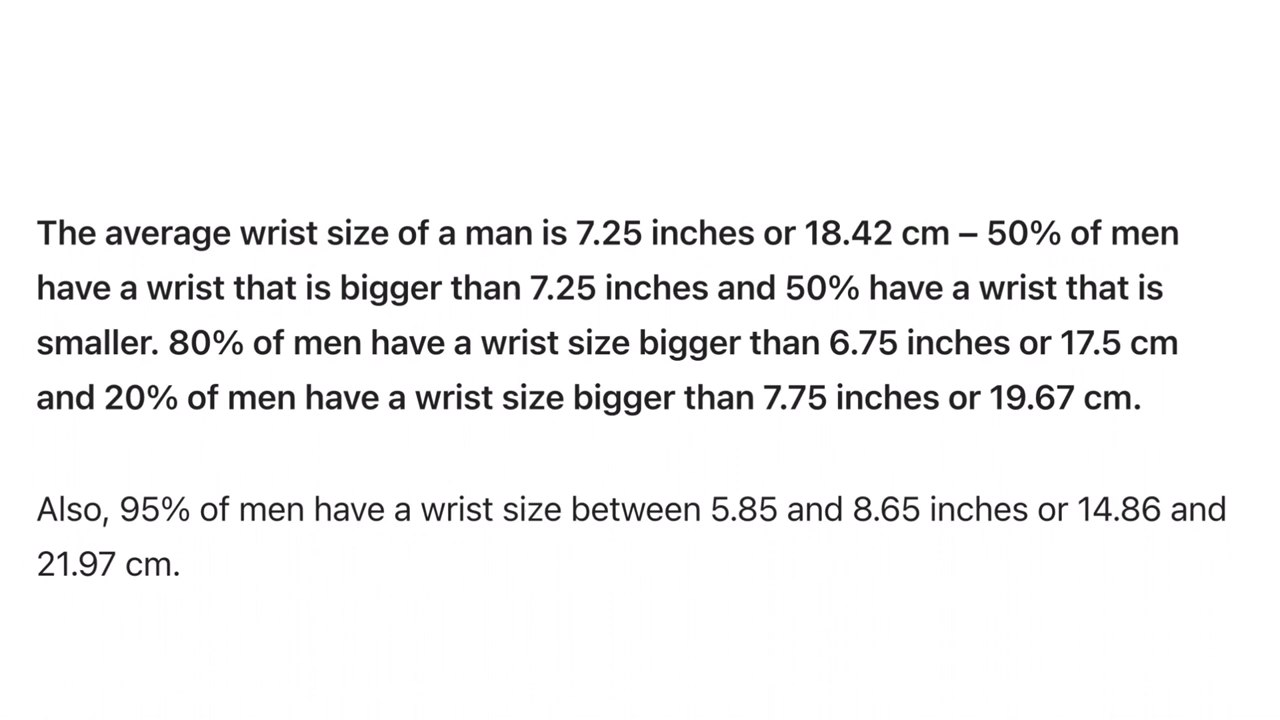 The average wrist size of a man is 7.25 inches or 18.42 cm – 50% of men
have a wrist that is bigger than 7.25 inches and 50% have a wrist that is
smaller. 80% of men have a wrist size bigger than 6.75 inches or 17.5 cm
and 20% of men have a wrist size bigger than 7.75 inches or 19.67 cm.
Also, 95% of men have a wrist size between 5.85 and 8.65 inches or 14.86 and
21.97 cm.